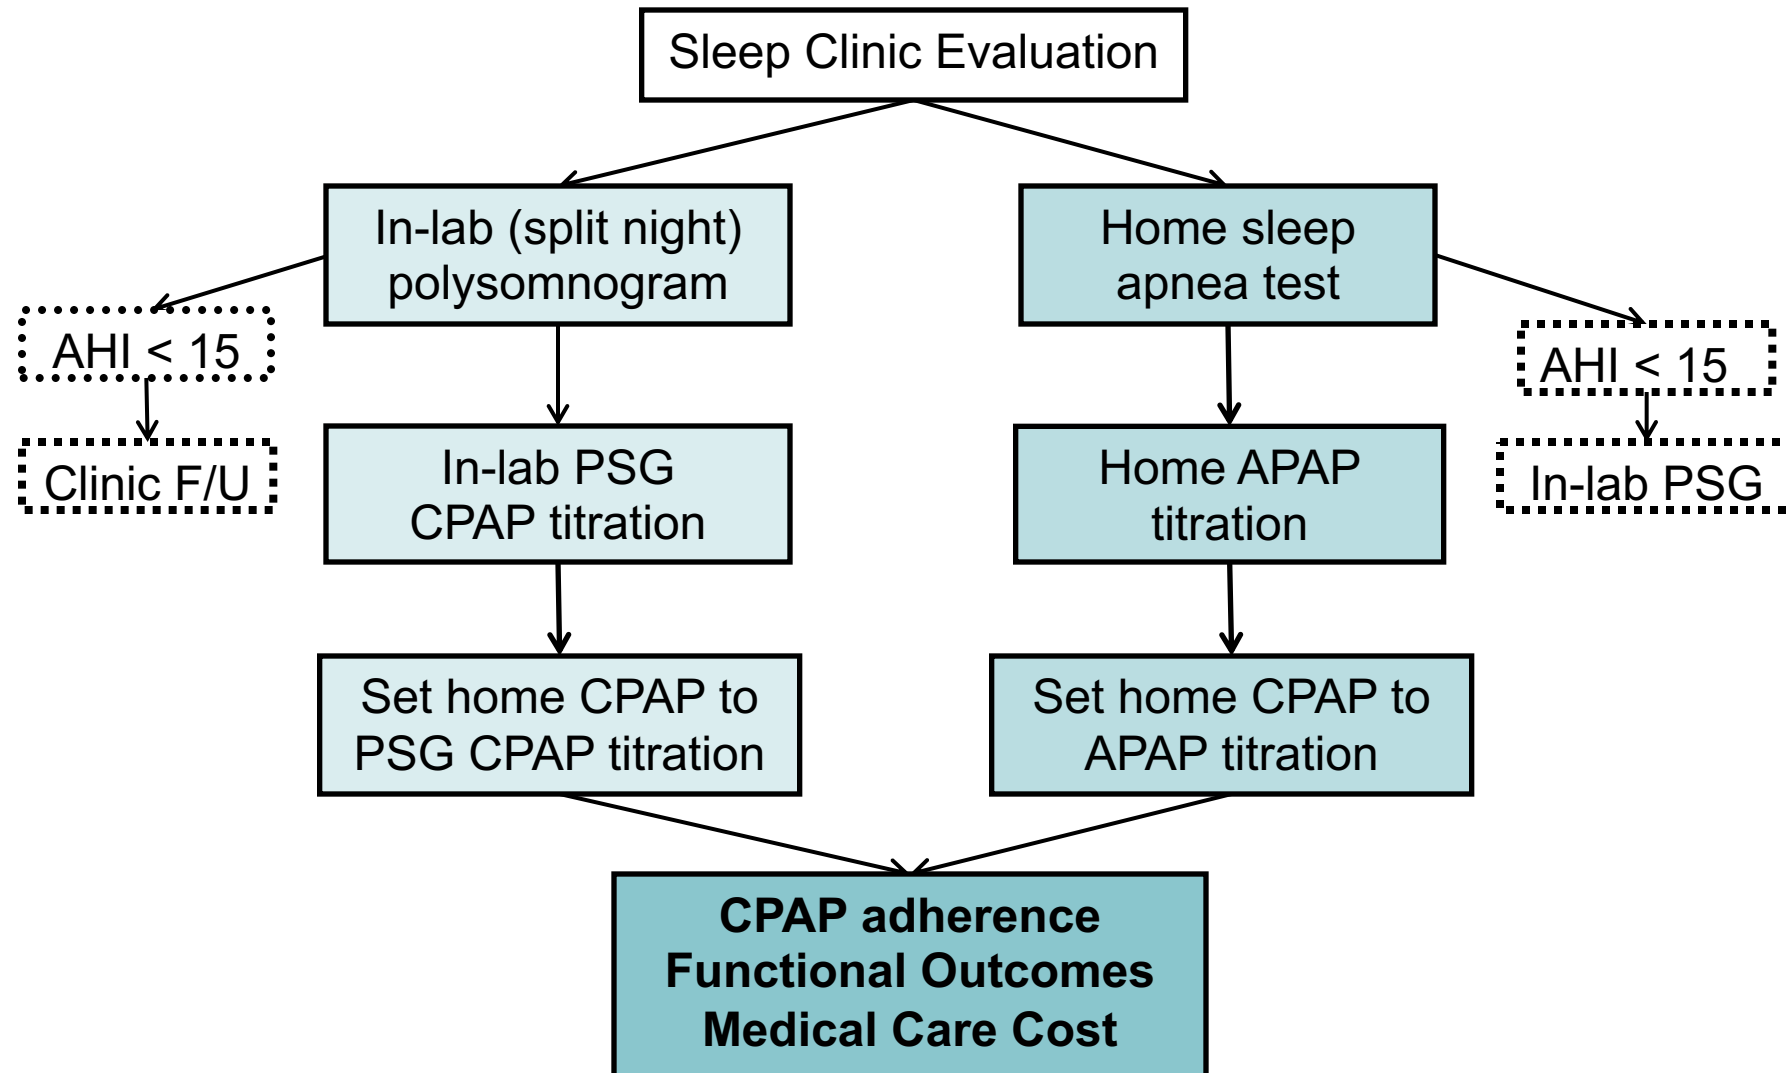 Sleep Clinic Evaluation
In-lab (split night)
polysomnogram
Home sleep
apnea test
AHI < 15
AHI < 15
Clinic F/U
In-lab PSG
CPAP titration
Home APAP
titration
In-lab PSG
Set home CPAP to
PSG CPAP titration
Set home CPAP to
APAP titration
CPAP adherence
Functional Outcomes
Medical Care Cost